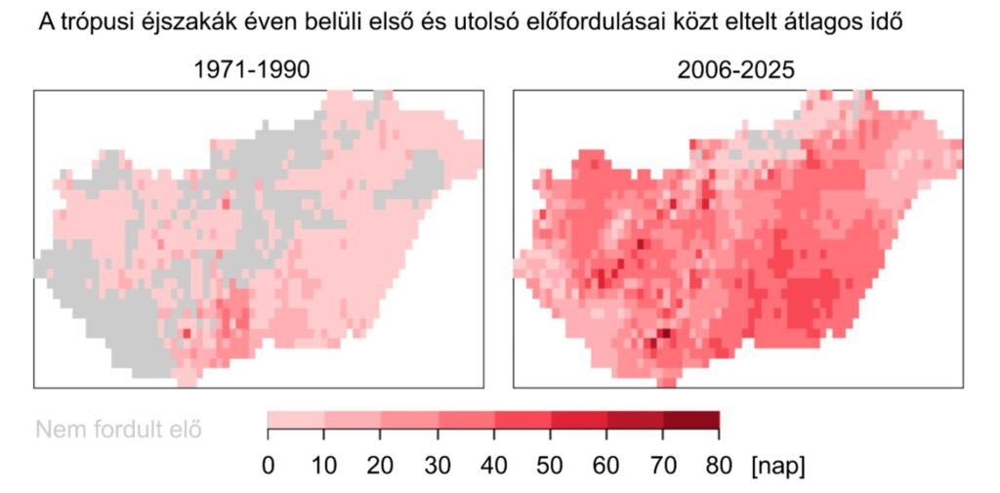 A trópusi éjszakák éven belüli első és utolsó előfordulásai közt eltelt átlagos idő
1971-1990 2006-2025
Nem fordult elő
0 10 20 30 40 50 60 70 80 [nap]